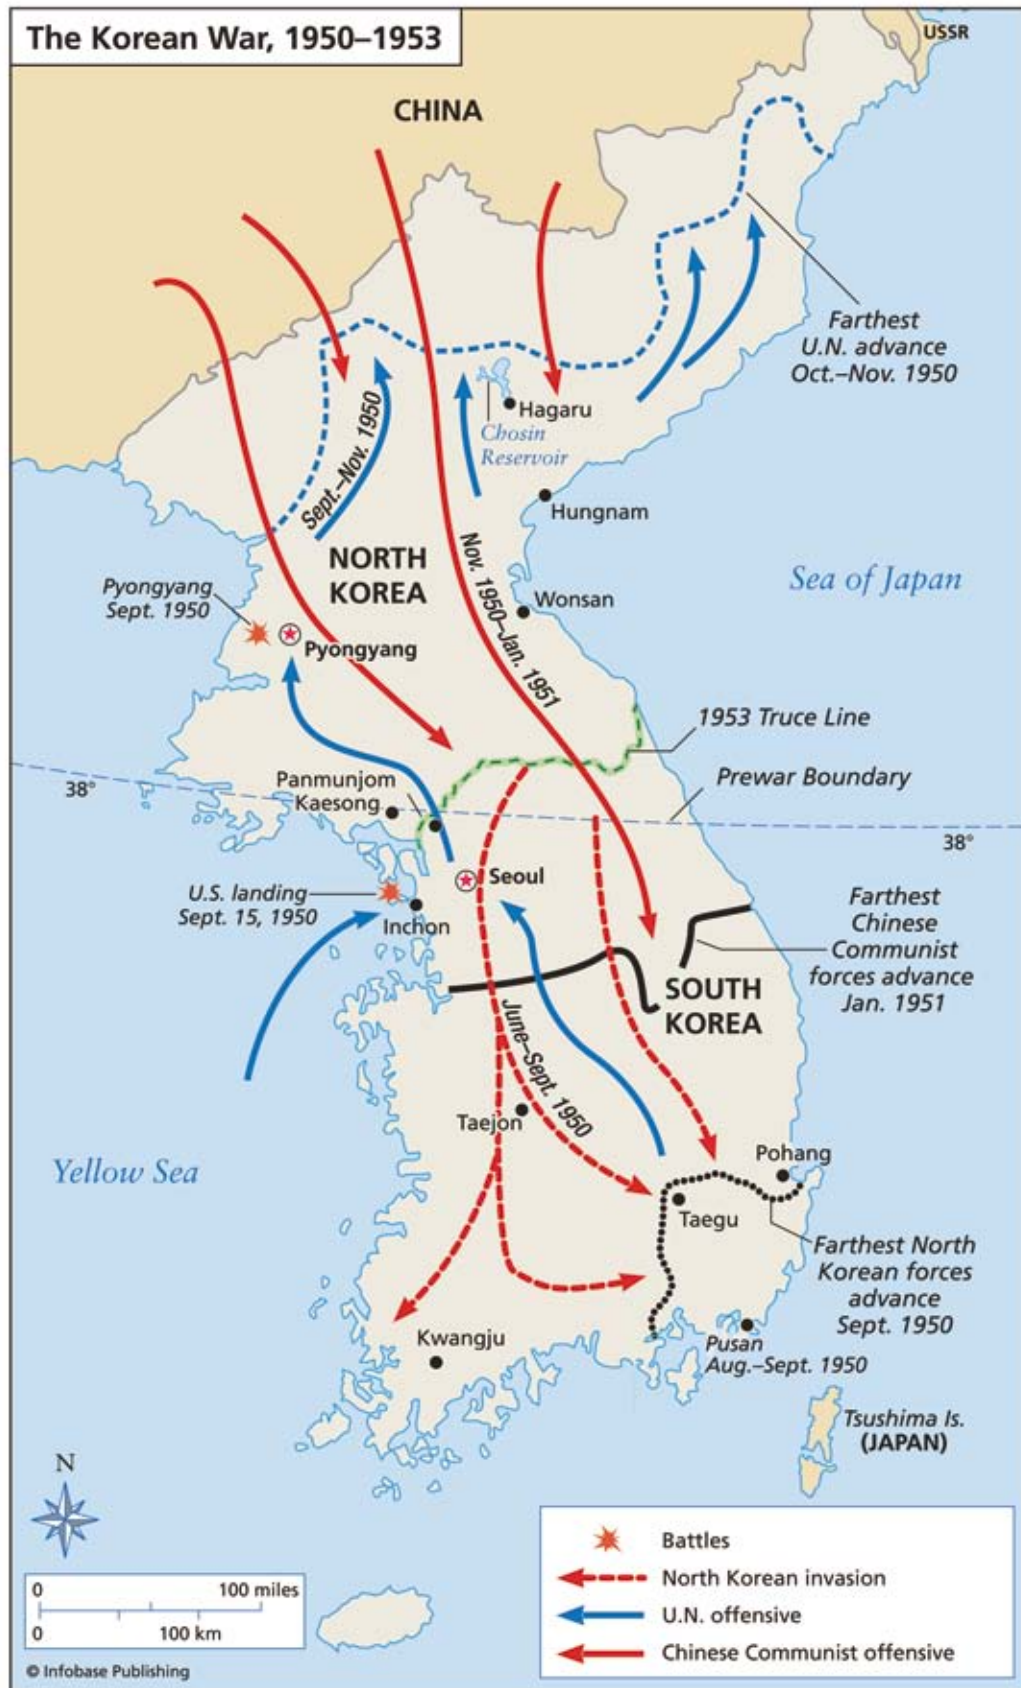 The Korean War, 1950–1953
USSR
CHINA
Farthest
U.N. advance
Oct.–Nov. 1950
Sept.–Nov. 1950
Hagaru
Chosin
Reservoir
Hungnam
NORTH
KOREA
Nov. 1950–Jan. 1951
Sea of Japan
Pyongyang
Sept. 1950
Wonsan
Pyongyang
1953 Truce Line
Prewar Boundary
38°
Panmunjom
Kaesong
38°
Seoul
U.S. landing
Sept. 15, 1950
Inchon
Farthest
Chinese
Communist
forces advance
Jan. 1951
SOUTH
KOREA
June–Sept. 1950
Taejon
Yellow Sea
Pohang
Taegu
Farthest North
Korean forces
advance
Sept. 1950
Kwangju
Pusan
Aug.–Sept. 1950
Tsushima Is.
(JAPAN)
N
0 100 miles
0 100 km
© Infobase Publishing
Battles
North Korean invasion
U.N. offensive
Chinese Communist offensive